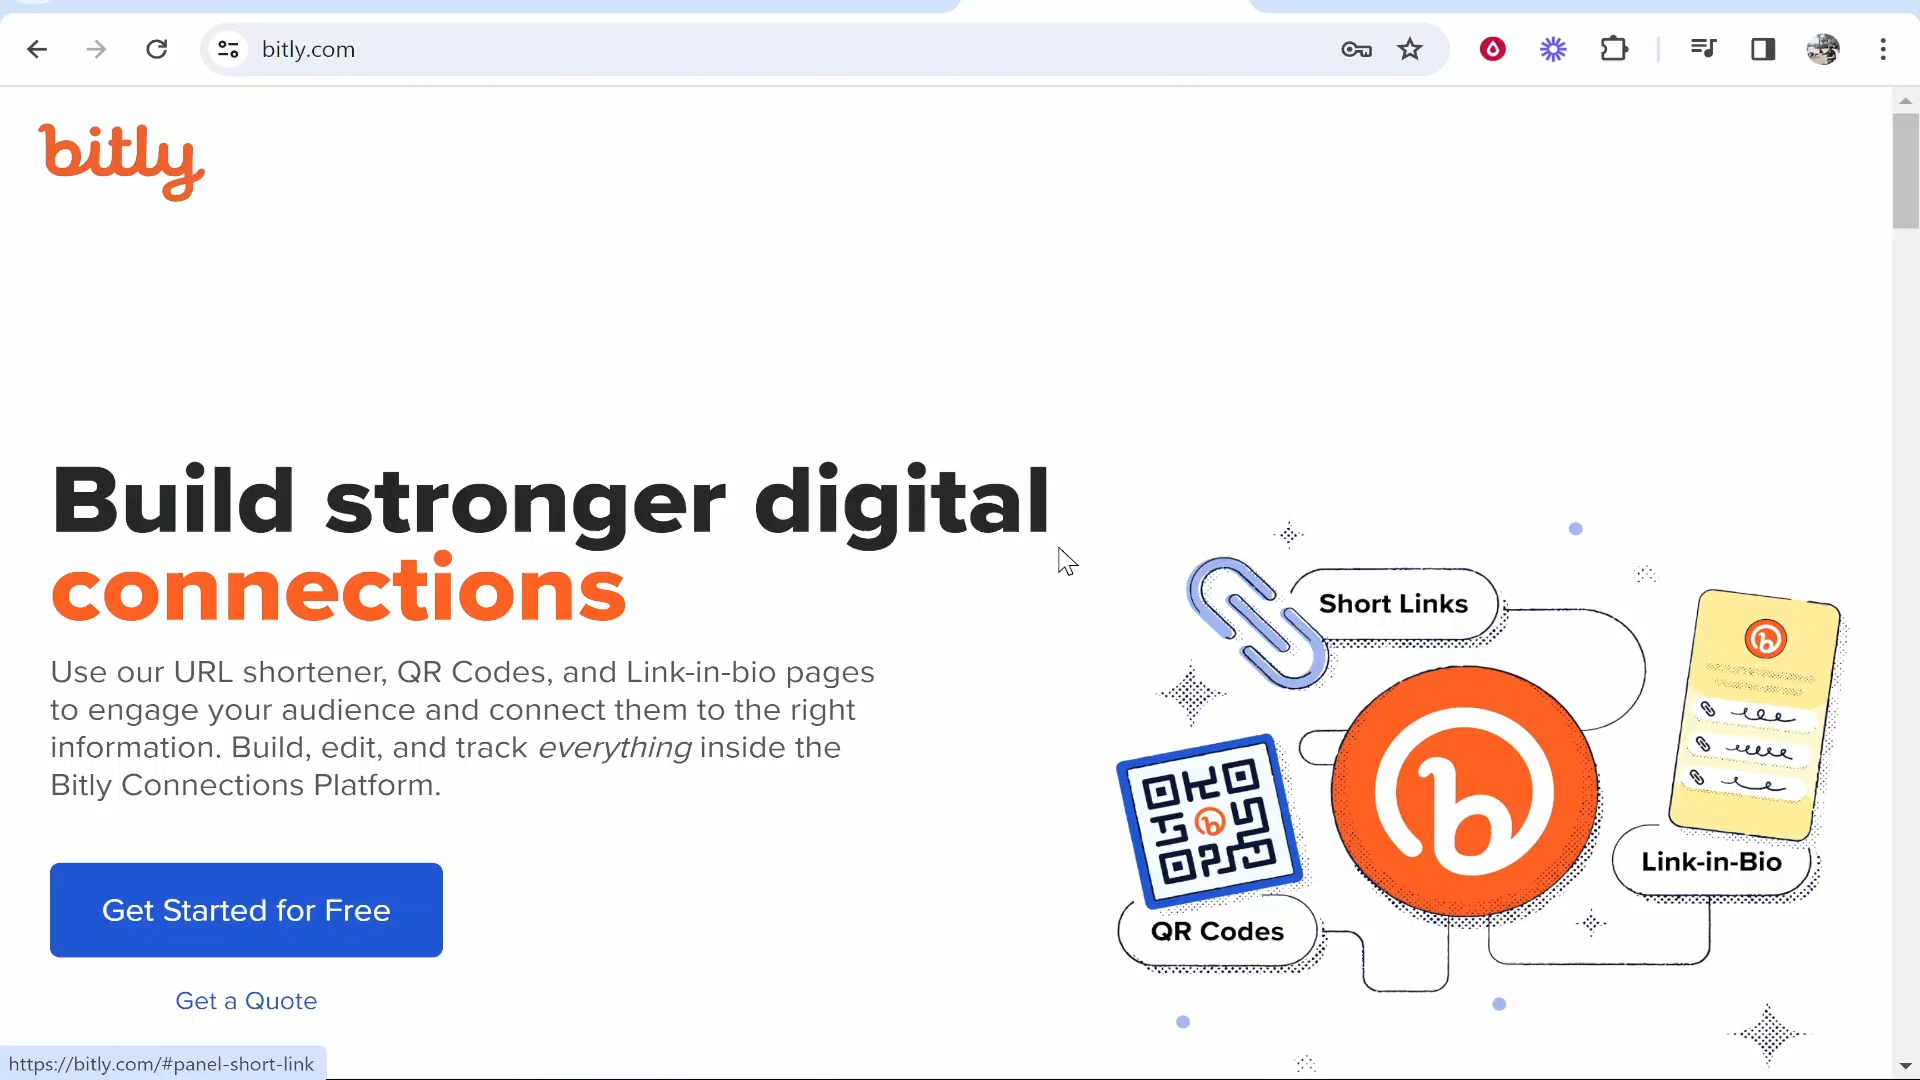 bitly.com
bitly
Build stronger digital
connections
Use our URL shortener, QR Codes, and Link-in-bio pages
to engage your audience and connect them to the right
information. Build, edit, and track everything inside the
Bitly Connections Platform.
Get Started for Free
Get a Quote
Short Links
Link-in-Bio
QR Codes
https://bitly.com/#panel-short-link